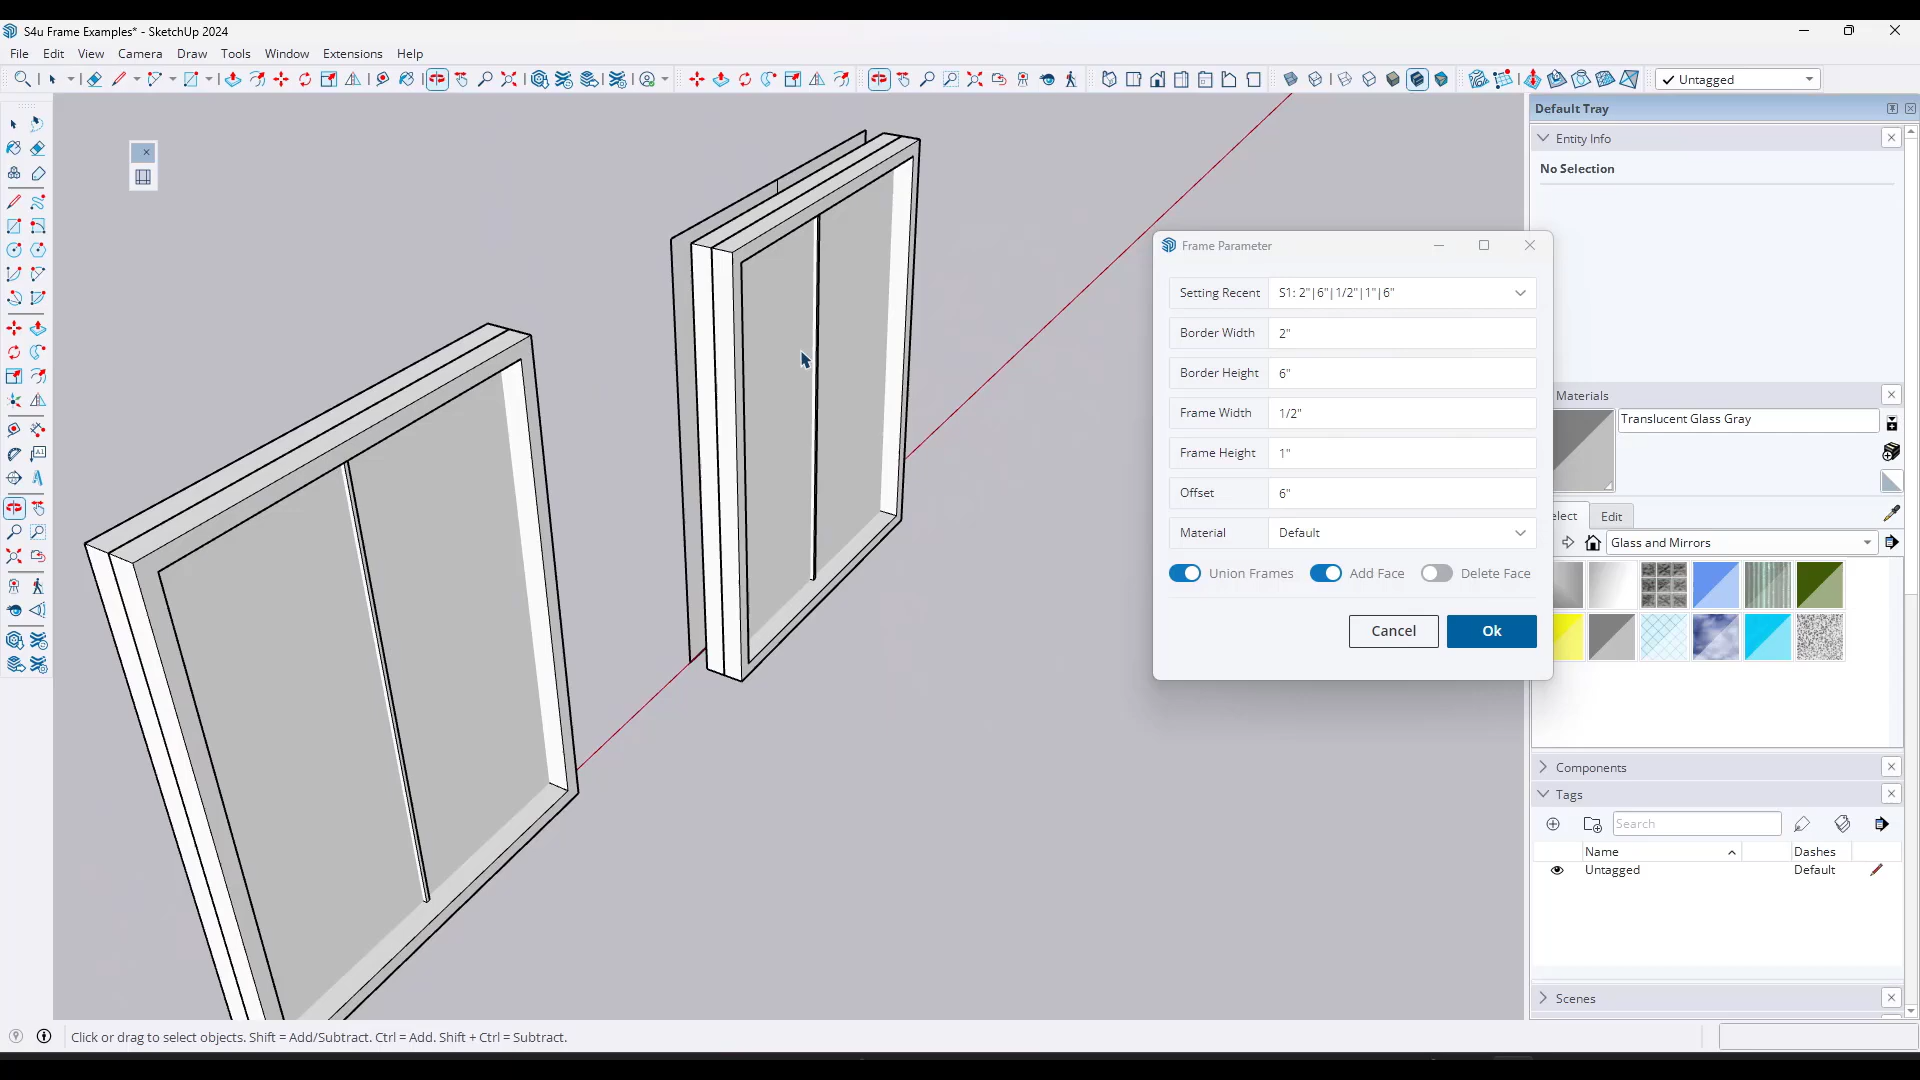 S4u Frame Examples* - SketchUp 2024
File Edit View Camera Draw Tools Window Extensions Help
Untagged
Default Tray
Entity Info
No Selection
Frame Parameter
Setting Recent S1: 2"|6"|1/2"|1"|6"
Border Width 2"
Border Height 6"
Frame Width 1/2"
Frame Height 1"
Offset 6"
Material Default
Union Frames Add Face Delete Face
Cancel Ok
Materials
Translucent Glass Gray
elect Edit
Glass and Mirrors
Components
Tags
Search
Name Dashes
Untagged Default
Scenes
Click or drag to select objects. Shift = Add/Subtract. Ctrl = Add. Shift + Ctrl = Subtract.